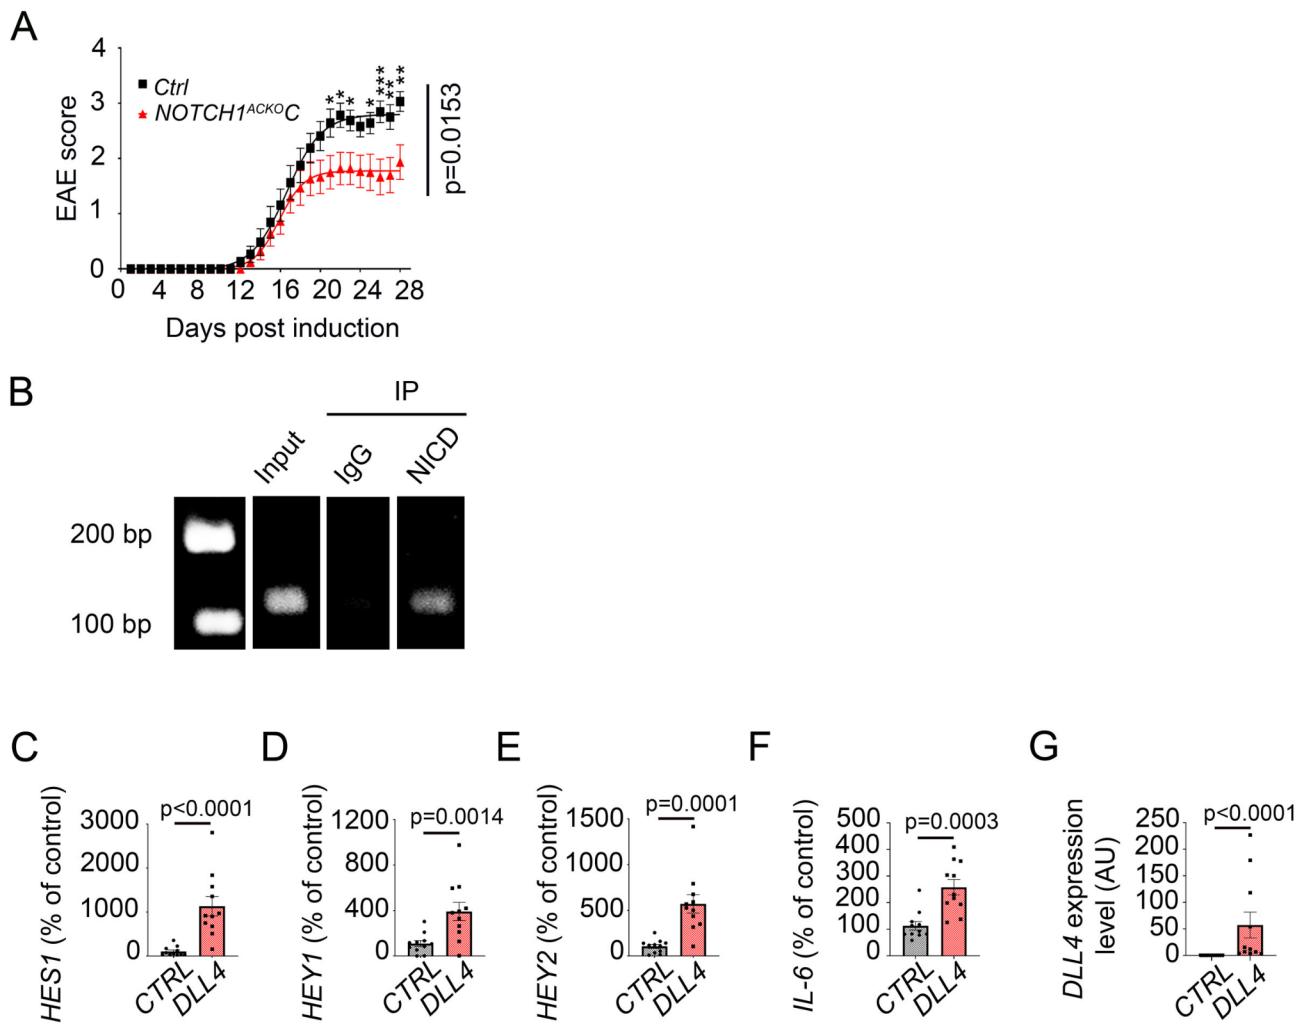 A
4
3
2
1
0
EAE score
Ctrl
NOTCH1ACKOC
* * * * *** ** **
p=0.0153
0 4 8 12 16 20 24 28
Days post induction
B
IP
Input
IgG
NICD
200 bp
100 bp
C
HES1 (% of control)
3000
2000
1000
0
p<0.0001
CTRL
DLL4
D
HEY1 (% of control)
1200
800
400
0
p=0.0014
CTRL
DLL4
E
HEY2 (% of control)
1500
1000
500
0
p=0.0001
CTRL
DLL4
F
IL-6 (% of control)
500
400
300
200
100
0
p=0.0003
CTRL
DLL4
G
DLL4 expression
level (AU)
250
200
150
100
50
0
p<0.0001
CTRL
DLL4